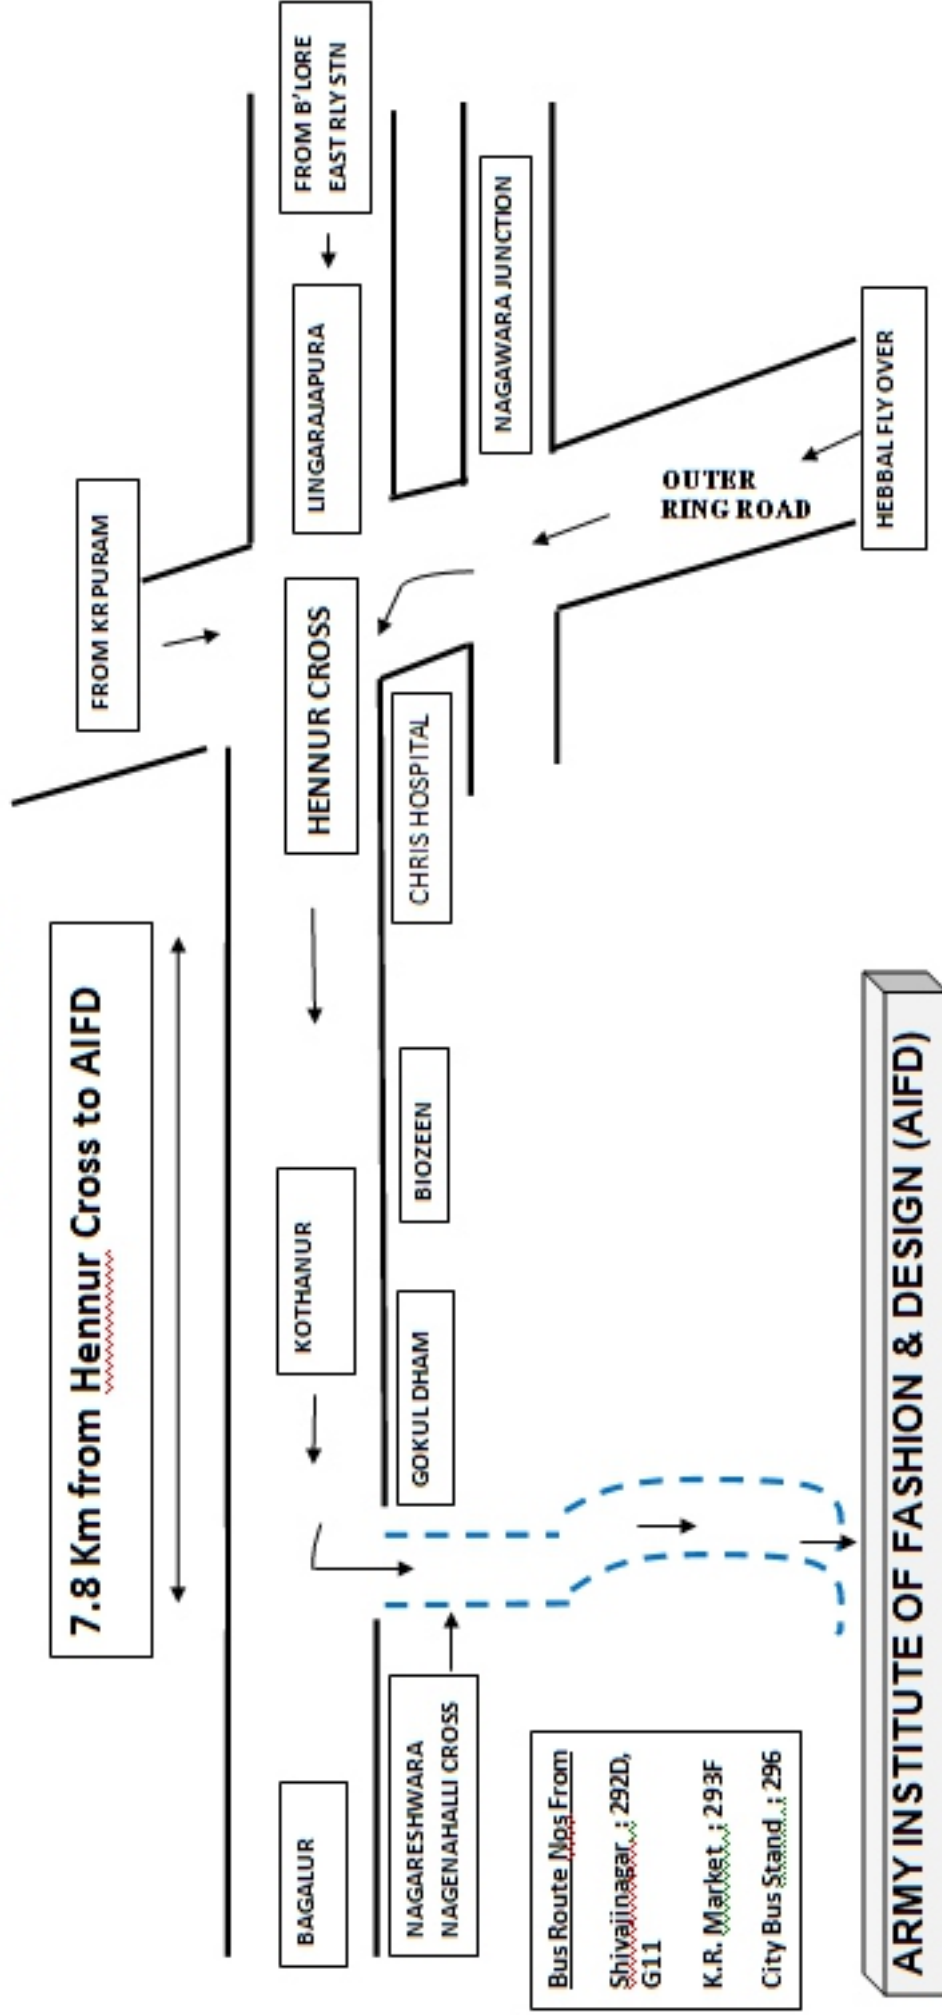 7.8 Km from Hennur Cross to AIFD
FROM KR PURAM
BAGALUR
KOTHANUR
HENNUR CROSS
LINGARAJAPURA
FROM B'LORE
EAST RLY STN
NAGARESHWARA
NAGENAHALLI CROSS
GOKULDHAM
BIOZEEN
CHRIS HOSPITAL
NAGAWARA JUNCTION
OUTER
RING ROAD
HEBBAL FLY OVER
Bus Route Nos From
Shivajinagar : 292D,
G11
K.R. Market : 293F
City Bus Stand : 296
ARMY INSTITUTE OF FASHION & DESIGN (AIFD)